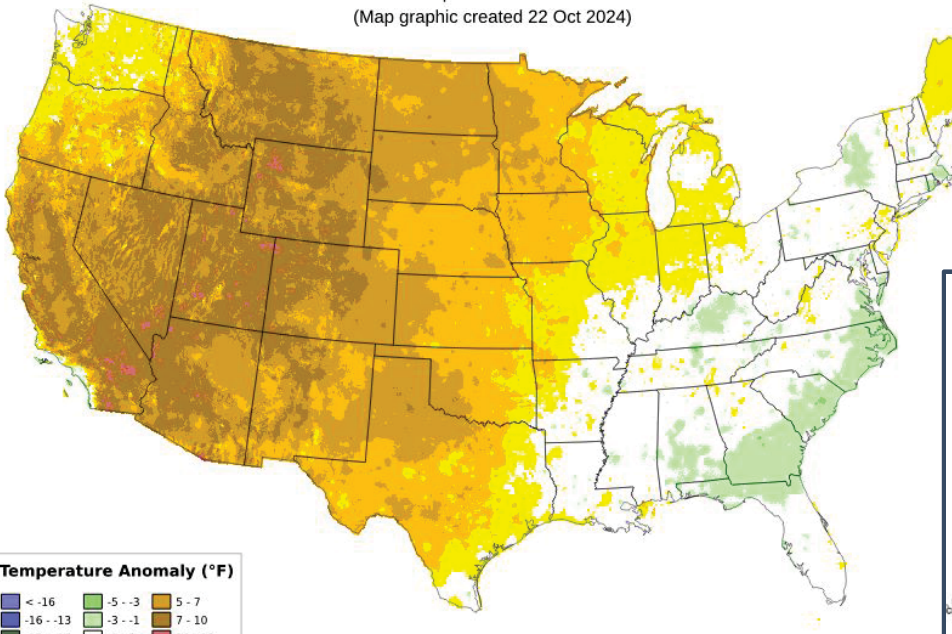 (Map graphic created 22 Oct 2024)
Temperature Anomaly (°F)
< -16 -5 - -3 5 - 7
-16 - -13 -3 - -1 7 - 10